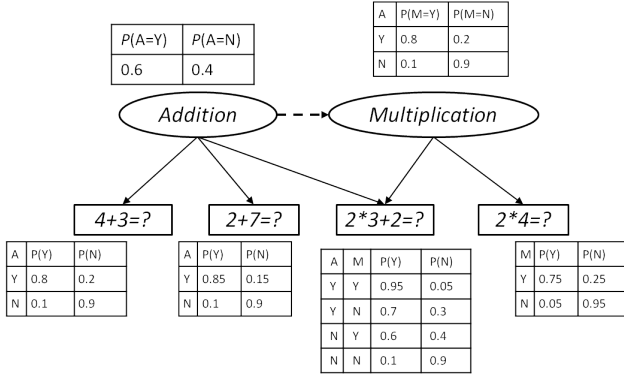 P(A=Y) P(A=N)
0.6 0.4
A P(M=Y) P(M=N)
Y 0.8 0.2
N 0.1 0.9
Addition
Multiplication
4+3=?
2+7=?
2*3+2=?
2*4=?
A P(Y) P(N)
Y 0.8 0.2
N 0.1 0.9
A P(Y) P(N)
Y 0.85 0.15
N 0.1 0.9
A M P(Y) P(N)
Y Y 0.95 0.05
Y N 0.7 0.3
N Y 0.6 0.4
N N 0.1 0.9
M P(Y) P(N)
Y 0.75 0.25
N 0.05 0.95